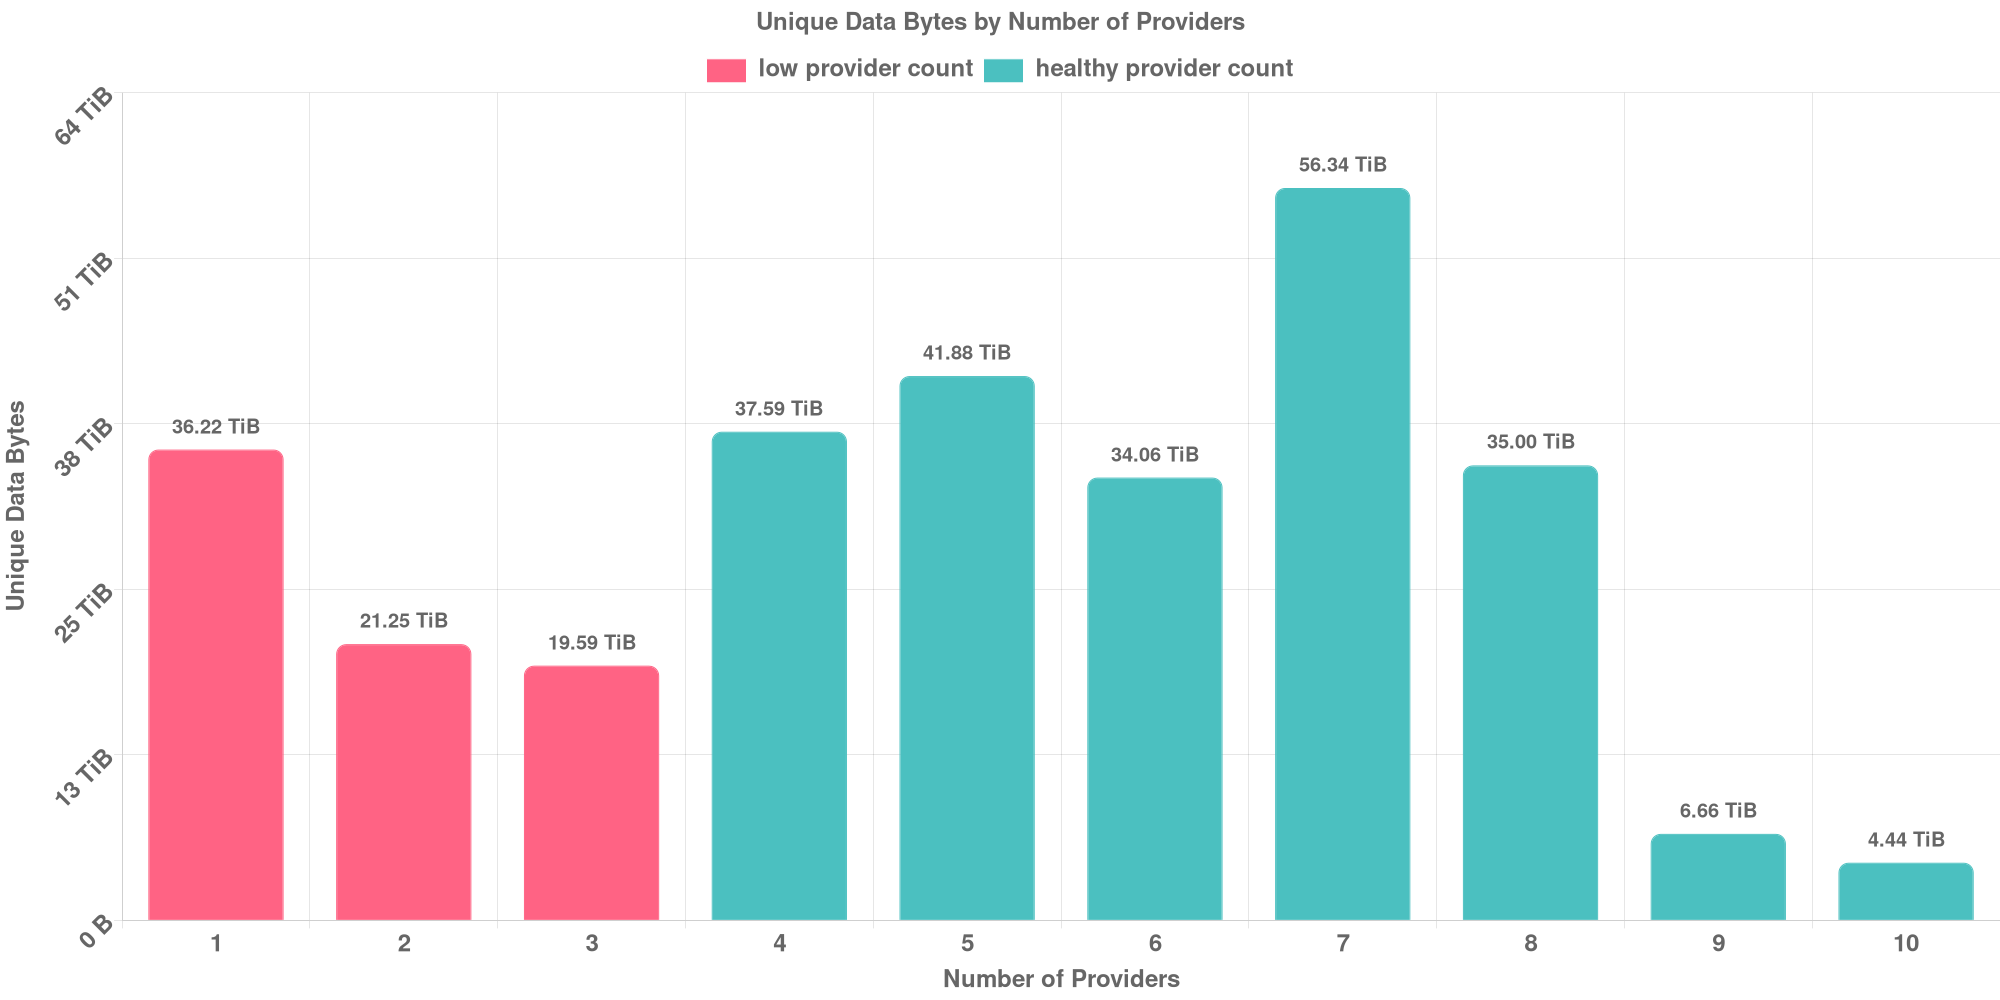 Unique Data Bytes by Number of Providers
low provider count healthy provider count
64 TiB
51 TiB
38 TiB
25 TiB
13 TiB
0 B
Unique Data Bytes
36.22 TiB
21.25 TiB
19.59 TiB
37.59 TiB
41.88 TiB
34.06 TiB
56.34 TiB
35.00 TiB
6.66 TiB
4.44 TiB
1 2 3 4 5 6 7 8 9 10
Number of Providers